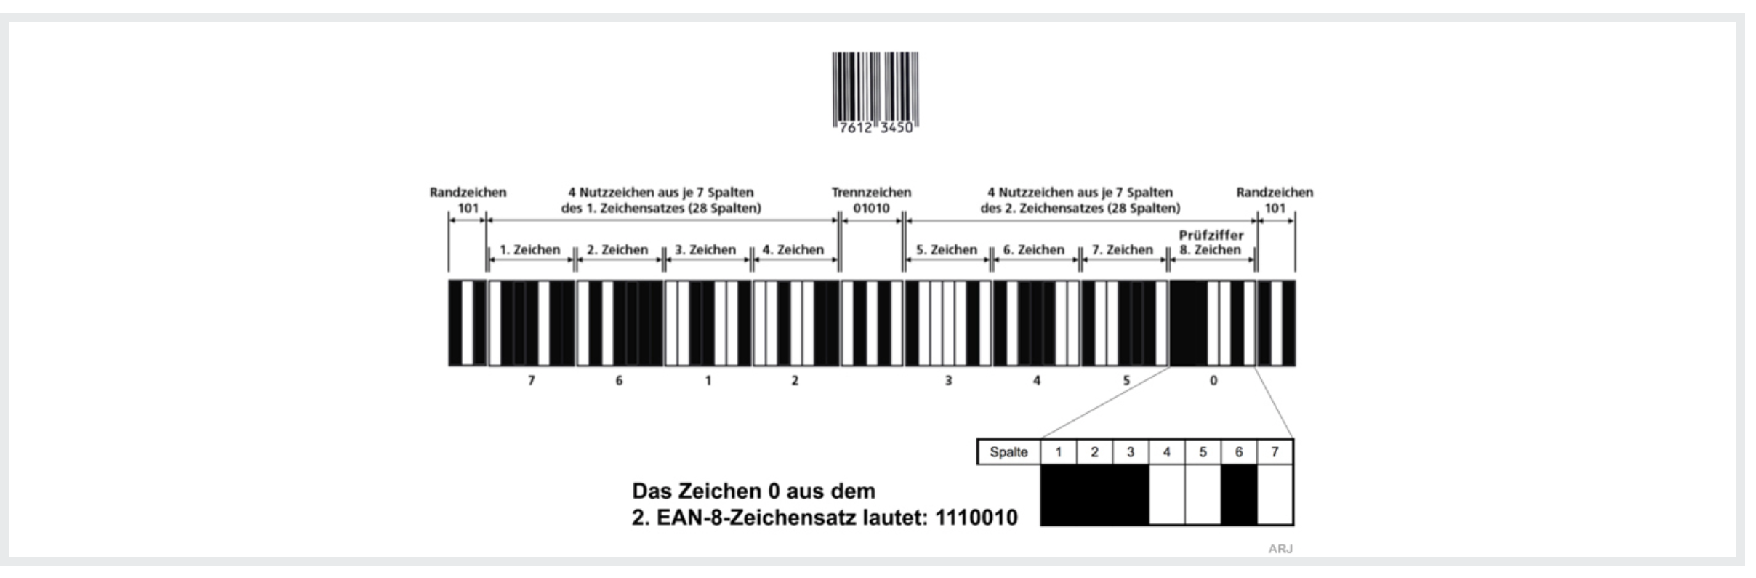 7612 3450
Randzeichen 4 Nutzzeichen aus je 7 Spalten Trennzeichen 4 Nutzzeichen aus je 7 Spalten Randzeichen
101 des 1. Zeichensatzes (28 Spalten) 01010 des 2. Zeichensatzes (28 Spalten) 101
Prüfziffer
1. Zeichen 2. Zeichen 3. Zeichen 4. Zeichen 5. Zeichen 6. Zeichen 7. Zeichen 8. Zeichen
7 6 1 2 3 4 5 0
Spalte 1 2 3 4 5 6 7
Das Zeichen 0 aus dem
2. EAN-8-Zeichensatz lautet: 1110010
ARJ